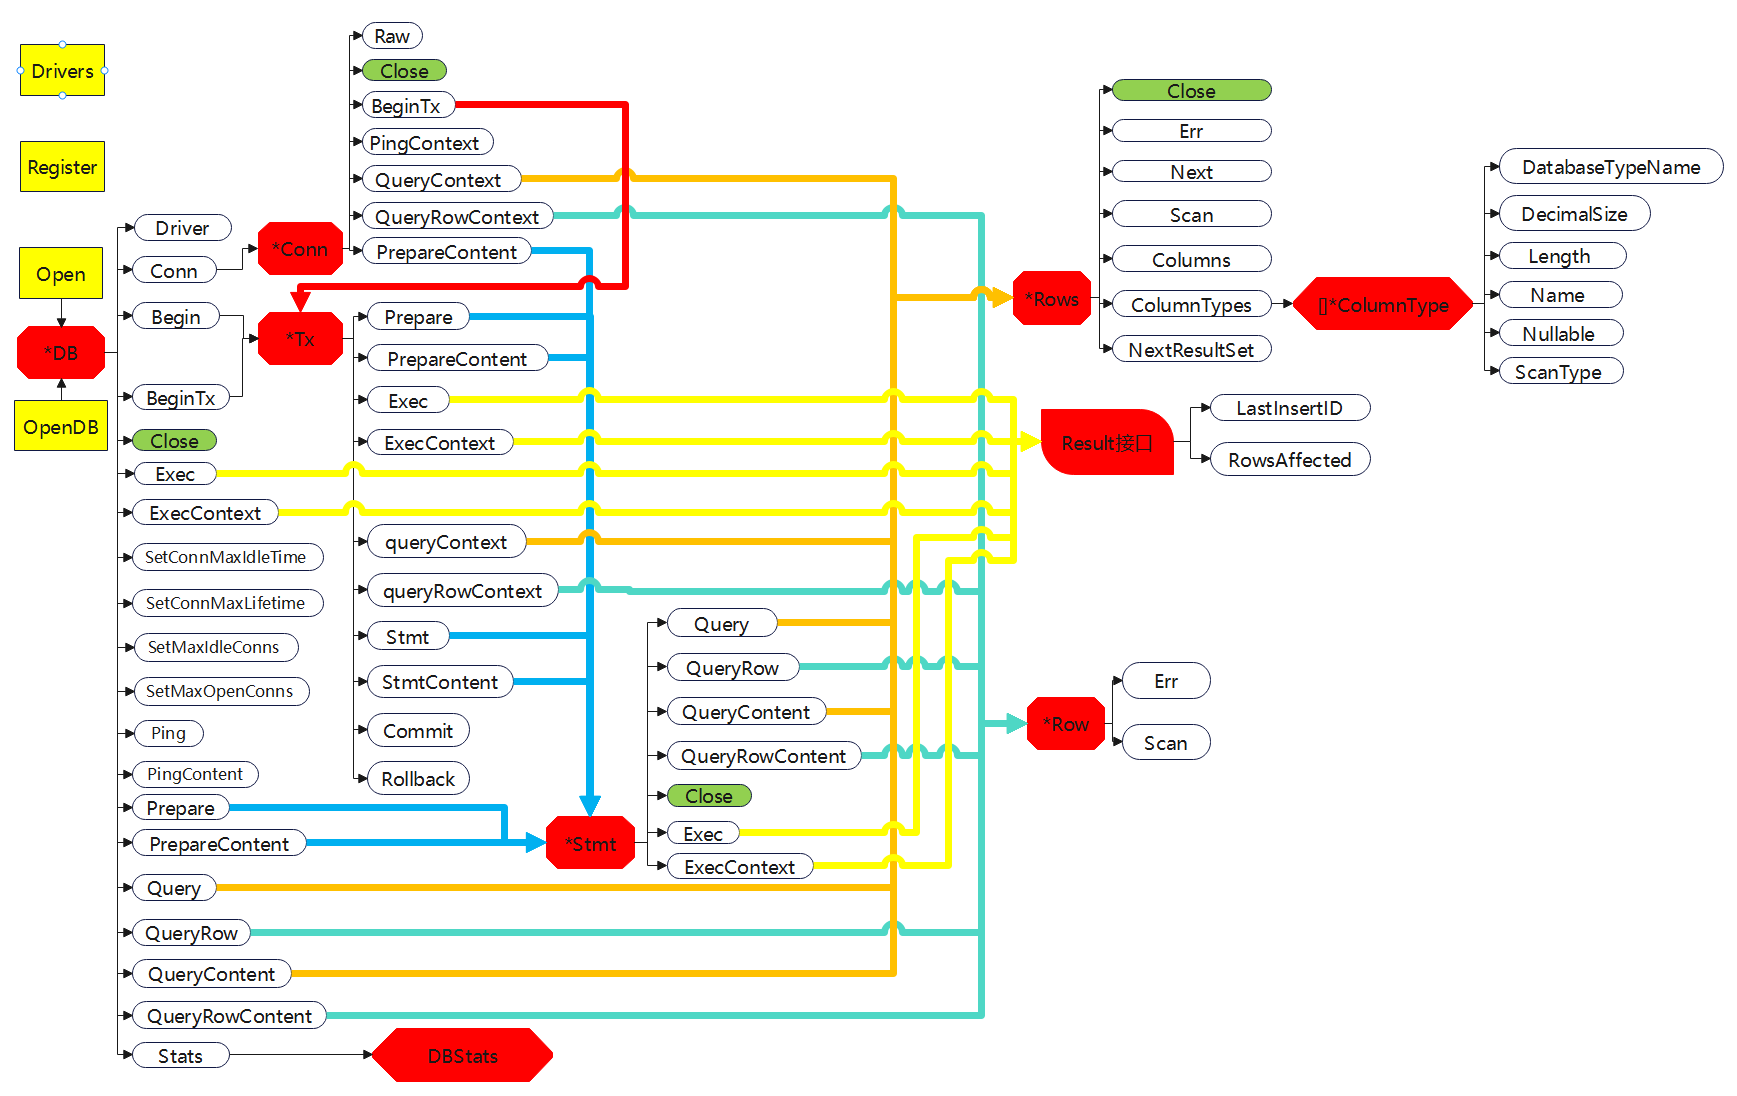 Drivers
Register
Open
*DB
OpenDB
Driver
Conn
Begin
BeginTx
Close
Exec
ExecContext
SetConnMaxIdleTime
SetConnMaxLifetime
SetMaxIdleConns
SetMaxOpenConns
Ping
PingContent
Prepare
PrepareContent
Query
QueryRow
QueryContent
QueryRowContent
Stats
*Conn
*Tx
Raw
Close
BeginTx
PingContext
QueryContext
QueryRowContext
PrepareContent
Prepare
PrepareContent
Exec
ExecContext
queryContext
queryRowContext
Stmt
StmtContent
Commit
Rollback
DBStats
*Stmt
Query
QueryRow
QueryContent
QueryRowContent
Close
Exec
ExecContext
*Rows
Close
Err
Next
Scan
Columns
ColumnTypes
NextResultSet
[]*ColumnType
DatabaseTypeName
DecimalSize
Length
Name
Nullable
ScanType
Result接口
LastInsertID
RowsAffected
*Row
Err
Scan